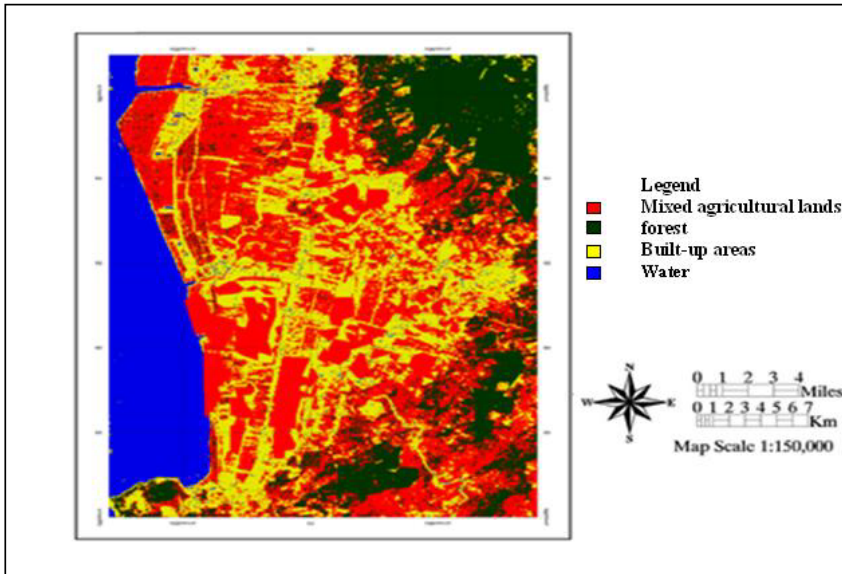 Legend
Mixed agricultural lands
forest
Built-up areas
Water
N
W E
S
0 1 2 3 4
Miles
0 1 2 3 4 5 6 7
Km
Map Scale 1:150,000